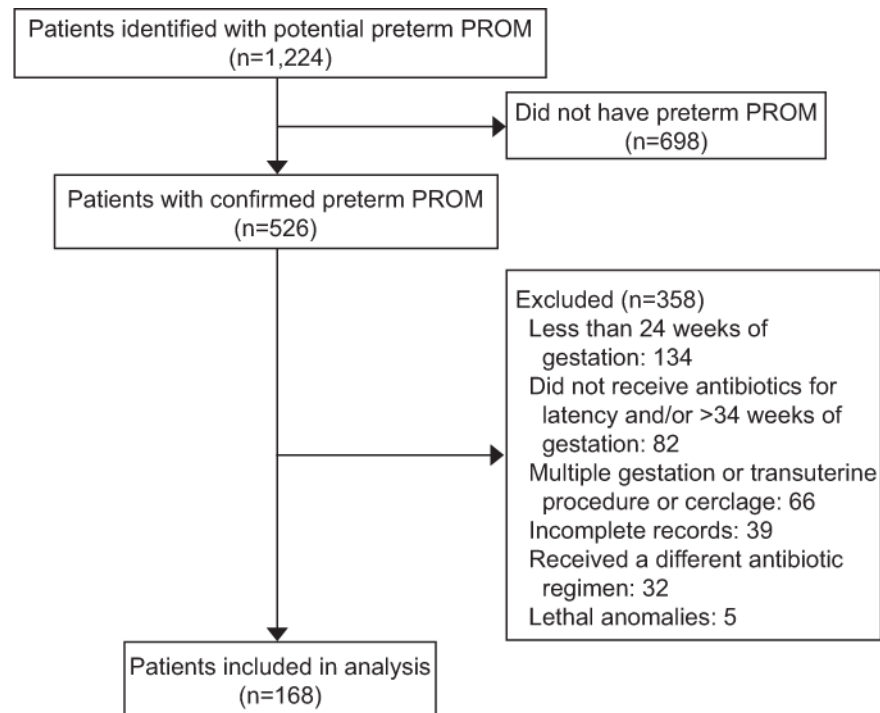 Patients identified with potential preterm PROM
(n=1,224)
Did not have preterm PROM
(n=698)
Patients with confirmed preterm PROM
(n=526)
Excluded (n=358)
Less than 24 weeks of
gestation: 134
Did not receive antibiotics for
latency and/or >34 weeks of
gestation: 82
Multiple gestation or transuterine
procedure or cerclage: 66
Incomplete records: 39
Received a different antibiotic
regimen: 32
Lethal anomalies: 5
Patients included in analysis
(n=168)